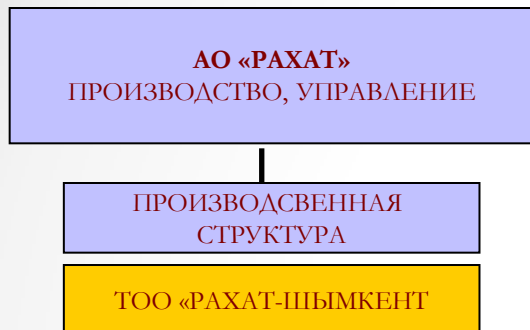 АО «РАХАТ»
ПРОИЗВОДСТВО, УПРАВЛЕНИЕ
ПРОИЗВОДСВЕННАЯ
СТРУКТУРА
ТОО «РАХАТ-ШЫМКЕНТ